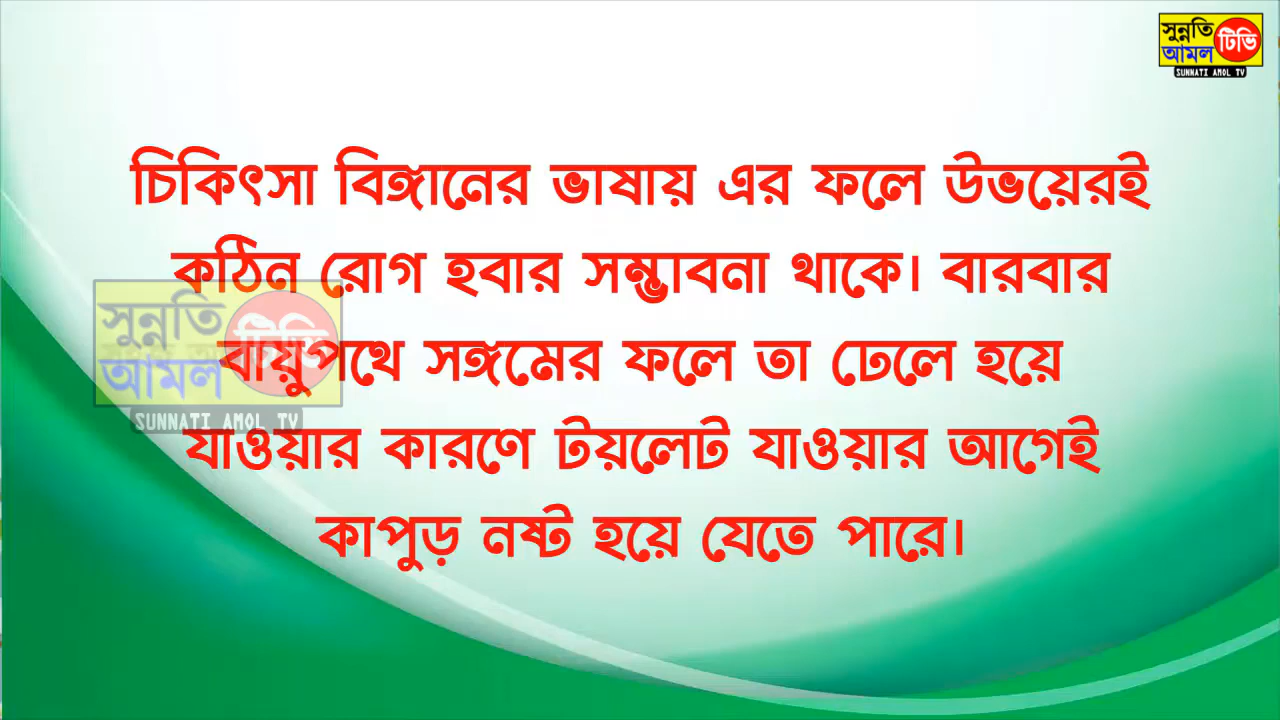 সুন্নতি
আমল
টিভি
SUNNATI AMOL TV
চিকিৎসা বিঙ্গানের ভাষায় এর ফলে উভয়েরই
কঠিন রোগ হবার সম্ভাবনা থাকে। বারবার
বায়ুপথে সঙ্গমের ফলে তা ঢেলে হয়ে
যাওয়ার কারণে টয়লেট যাওয়ার আগেই
কাপুড় নষ্ট হয়ে যেতে পারে।
সুন্নতি
আমল
টিভি
SUNNATI AMOL TV